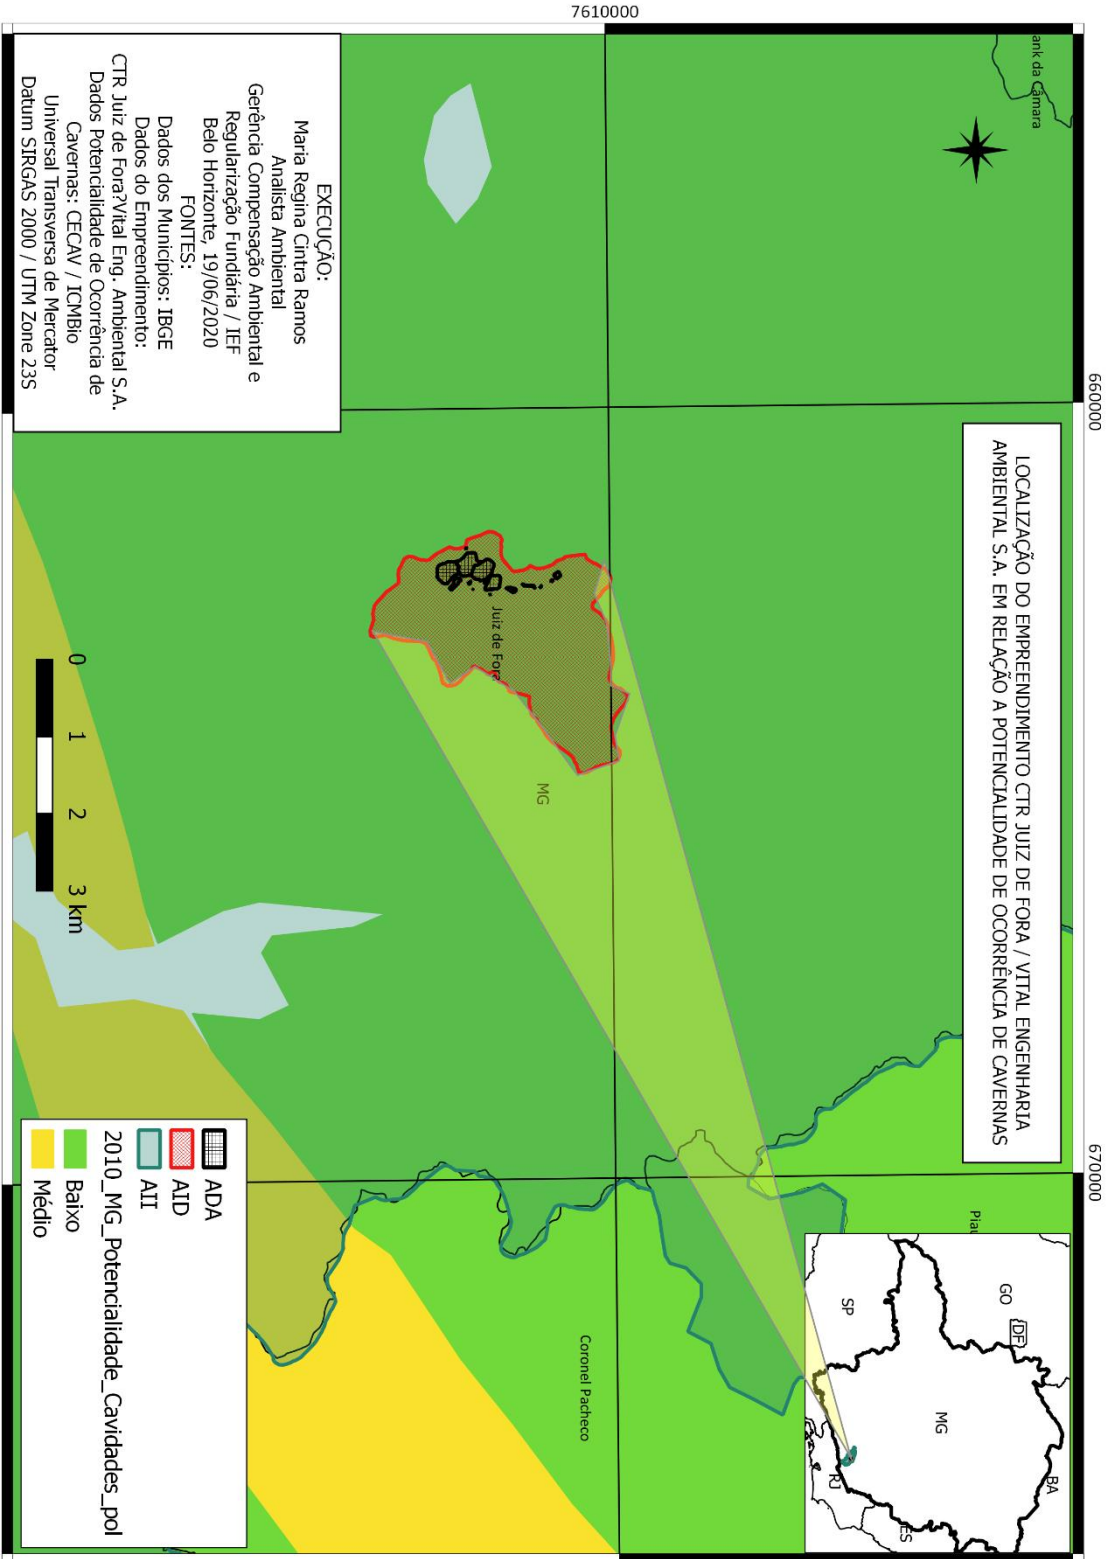 LOCALIZAÇÃO DO EMPREENDIMENTO CTR JUIZ DE FORA / VITAL ENGENHARIA
AMBIENTAL S.A. EM RELAÇÃO A POTENCIALIDADE DE OCORRÊNCIA DE CAVERNAS
660000
670000
7610000
ank da Câmara
Juiz de Fora
MG
Piau
Coronel Pacheco
GO
DF
BA
SP
MG
ES
RJ
EXECUÇÃO:
Maria Regina Cintra Ramos
Analista Ambiental
Gerência Compensação Ambiental e
Regularização Fundiária / IEF
Belo Horizonte, 19/06/2020
FONTES:
Dados dos Municípios: IBGE
Dados do Empreendimento:
CTR Juiz de Fora?Vital Eng. Ambiental S.A.
Dados Potencialidade de Ocorrência de
Cavernas: CECAV / ICMBio
Universal Transversa de Mercator
Datum SIRGAS 2000 / UTM Zone 23S
0 1 2 3 km
ADA
AID
AII
2010_MG_Potencialidade_Cavidades_pol
Baixo
Médio